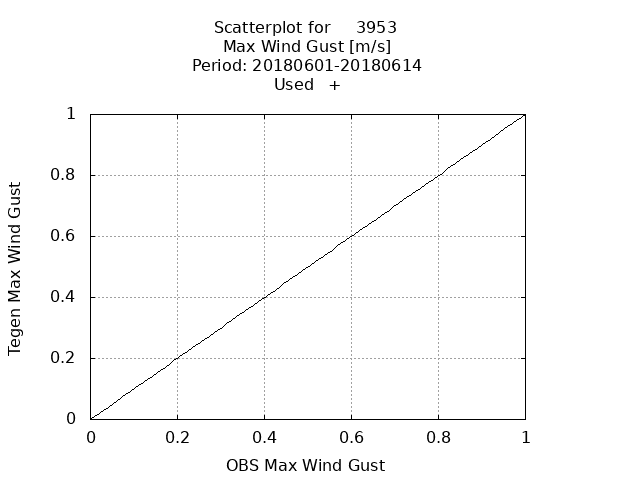 Scatterplot for 3953
Max Wind Gust [m/s]
Period: 20180601-20180614
Used +
1
0.8
0.6
0.4
0.2
0
Tegen Max Wind Gust
0 0.2 0.4 0.6 0.8 1
OBS Max Wind Gust